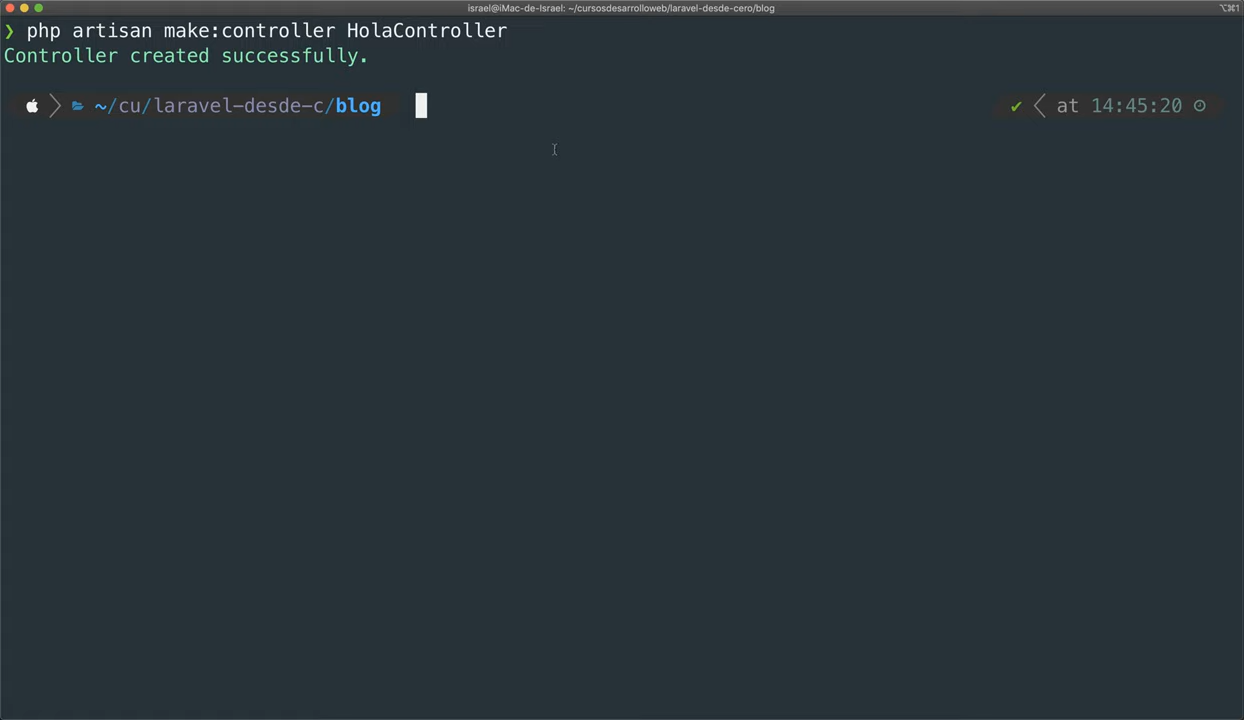 israel@iMac-de-Israel: ~/cursosdesarrolloweb/laravel-desde-cero/blog
⌥⌘1
❯ php artisan make:controller HolaController
Controller created successfully.
~/cu/laravel-desde-c/blog
✔ at 14:45:20